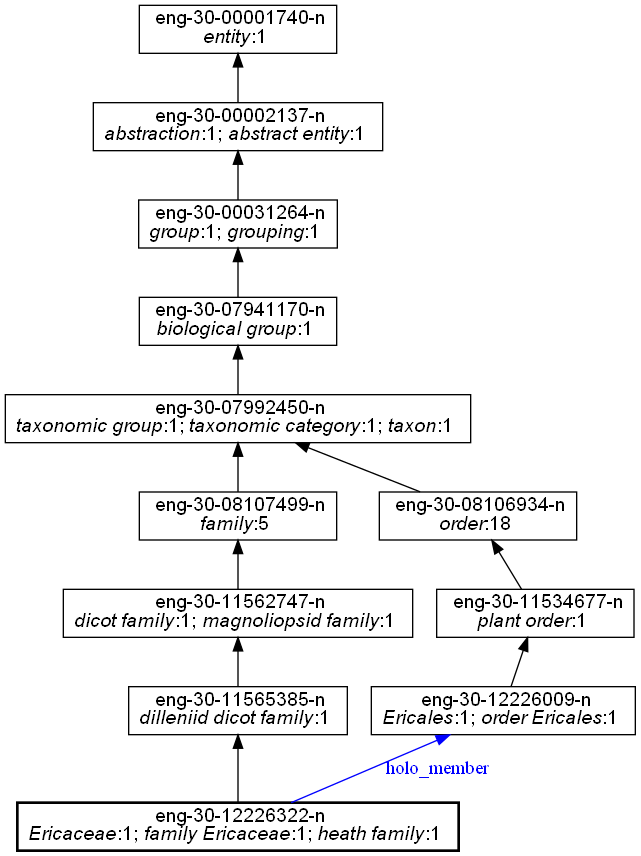 eng-30-00001740-n
entity:1
eng-30-00002137-n
abstraction:1; abstract entity:1
eng-30-00031264-n
group:1; grouping:1
eng-30-07941170-n
biological group:1
eng-30-07992450-n
taxonomic group:1; taxonomic category:1; taxon:1
eng-30-08107499-n
family:5
eng-30-08106934-n
order:18
eng-30-11562747-n
dicot family:1; magnoliopsid family:1
eng-30-11534677-n
plant order:1
eng-30-11565385-n
dilleniid dicot family:1
eng-30-12226009-n
Ericales:1; order Ericales:1
holo_member
eng-30-12226322-n
Ericaceae:1; family Ericaceae:1; heath family:1